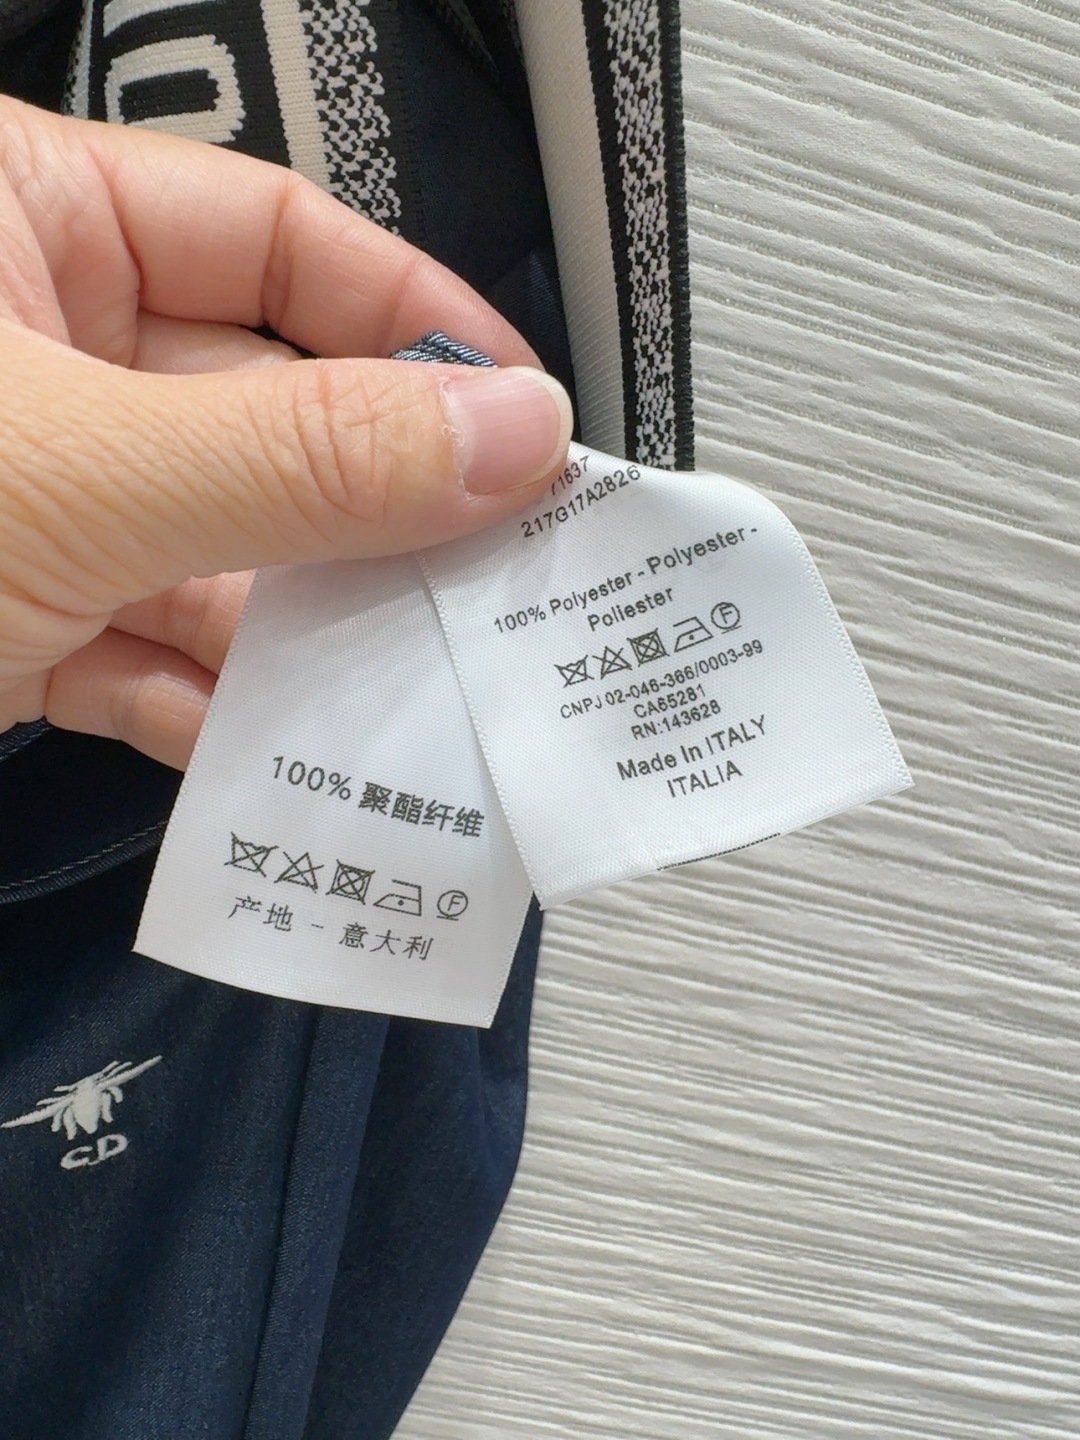 217G17A2826
100% Polyester - Polyester -
Poliester
F
CNPJ 02-046-366/0003-99
CA65281
RN:143628
Made In ITALY
ITALIA
100% 聚酯纤维
F
产地 - 意大利
CD